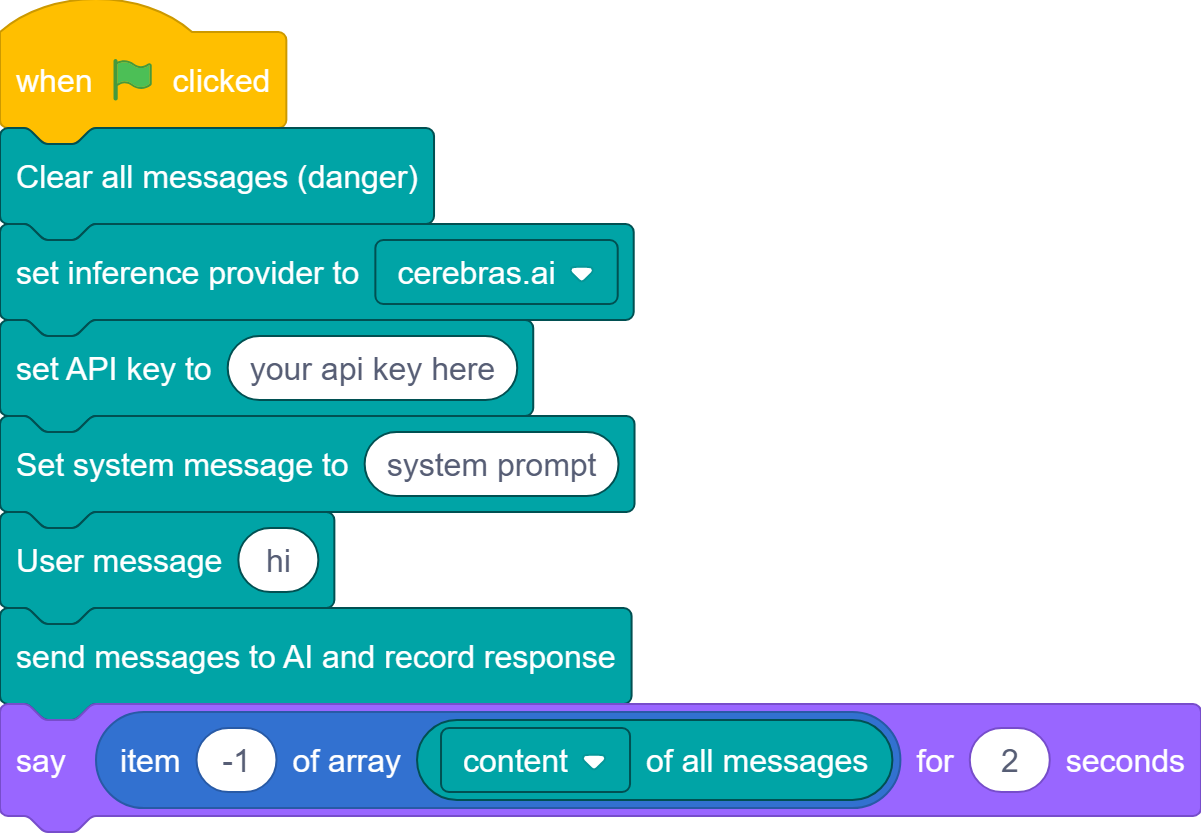 when clicked
Clear all messages (danger)
set inference provider to cerebras.ai
set API key to your api key here
Set system message to system prompt
User message hi
send messages to AI and record response
say item -1 of array content of all messages for 2 seconds